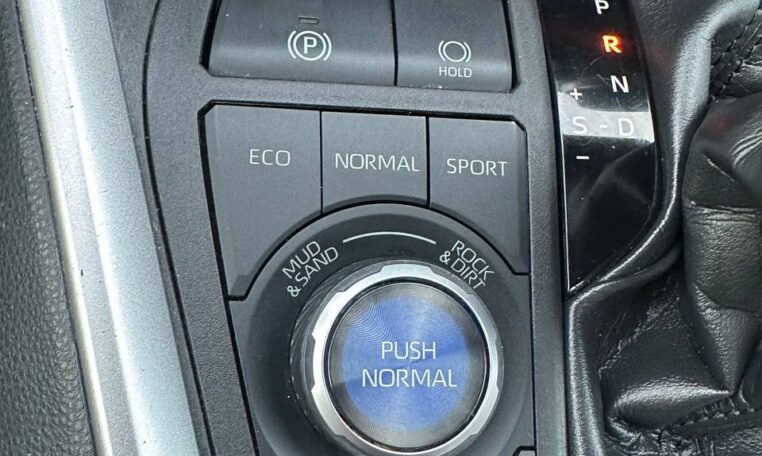 P
R
N
+
S - D
-
(P)
HOLD
ECO
NORMAL
SPORT
MUD
& SAND
ROCK
& DIRT
PUSH
NORMAL